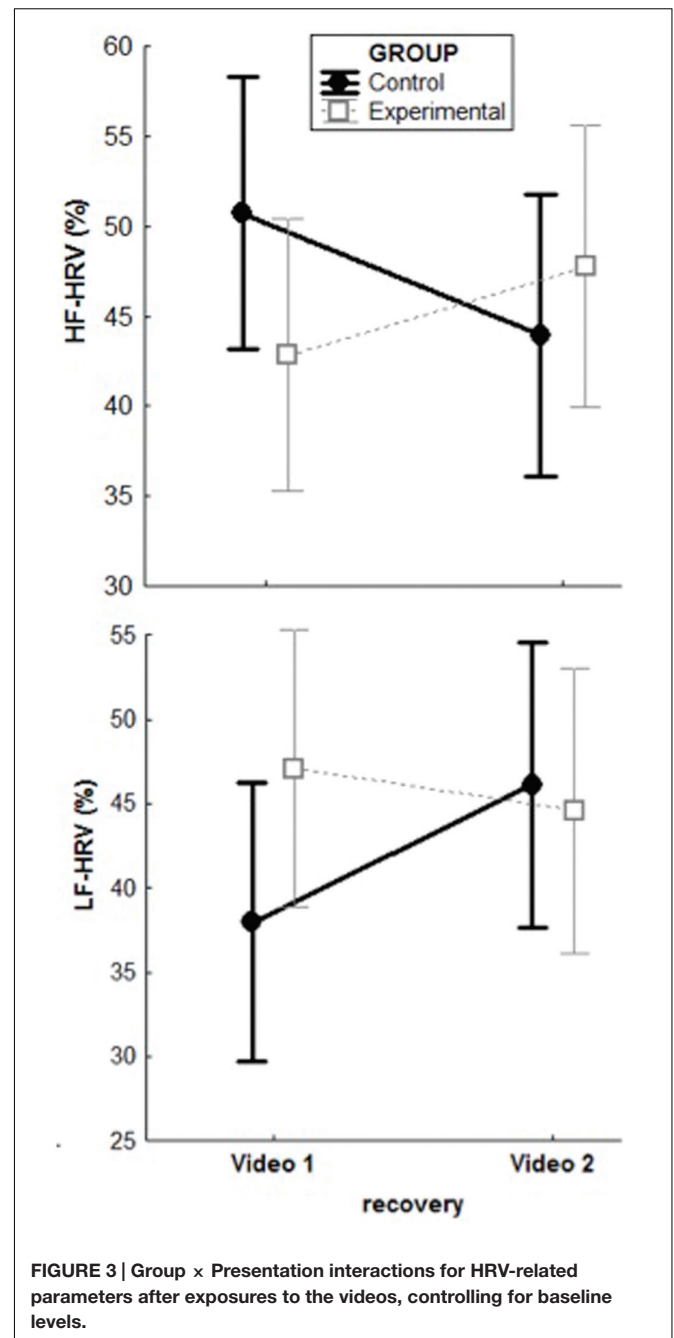 60
GROUP
Control
Experimental
55
50
45
40
35
30
HF-HRV (%)
55
50
45
40
35
30
25
LF-HRV (%)
Video 1 Video 2
recovery
FIGURE 3 | Group × Presentation interactions for HRV-related
parameters after exposures to the videos, controlling for baseline
levels.